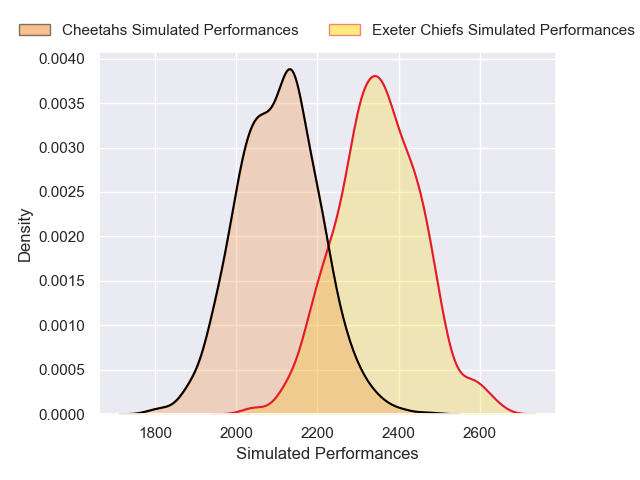 Cheetahs Simulated Performances Exeter Chiefs Simulated Performances
0.0040
0.0035
0.0030
0.0025
0.0020
0.0015
0.0010
0.0005
0.0000
Density
1800 2000 2200 2400 2600
Simulated Performances